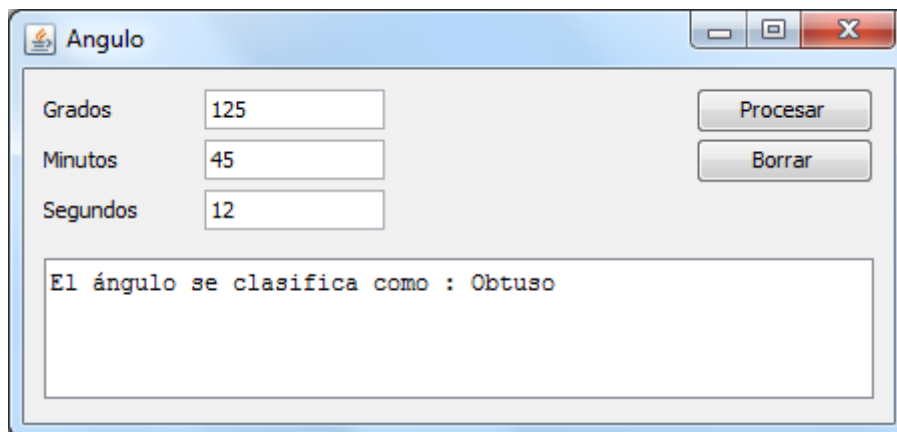 Angulo
Grados 125 Procesar
Minutos 45 Borrar
Segundos 12
El ángulo se clasifica como : Obtuso